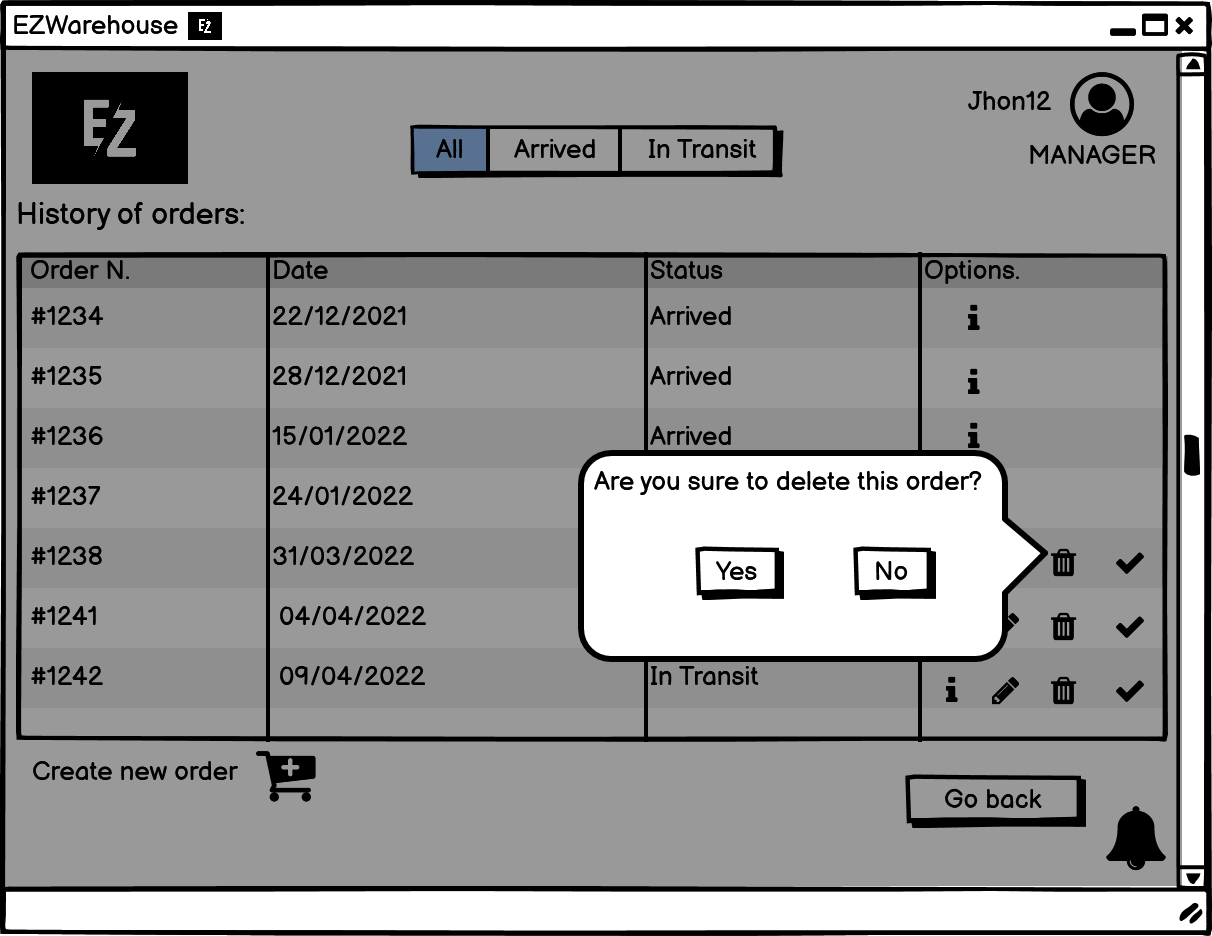 EZWarehouse EZ
EZ
Jhon12
MANAGER
All Arrived In Transit
History of orders:
Order N. Date Status Options.
#1234 22/12/2021 Arrived
#1235 28/12/2021 Arrived
#1236 15/01/2022 Arrived
#1237 24/01/2022
#1238 31/03/2022
#1241 04/04/2022
#1242 09/04/2022 In Transit
Are you sure to delete this order?
Yes No
Create new order
Go back